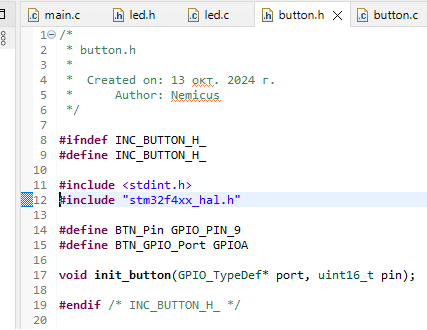 main.c led.h led.c button.h button.c
1 /*
2 * button.h
3 *
4 * Created on: 13 окт. 2024 г.
5 * Author: Nemicus
6 */
7
8 #ifndef INC_BUTTON_H_
9 #define INC_BUTTON_H_
10
11 #include <stdint.h>
12 #include "stm32f4xx_hal.h"
13
14 #define BTN_Pin GPIO_PIN_9
15 #define BTN_GPIO_Port GPIOA
16
17 void init_button(GPIO_TypeDef* port, uint16_t pin);
18
19 #endif /* INC_BUTTON_H_ */
20